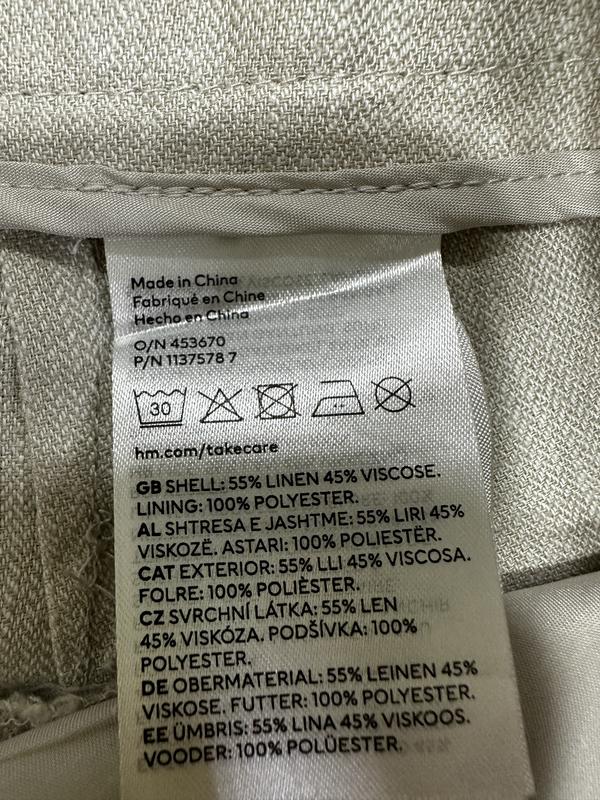 Made in China
Fabriqué en Chine
Hecho en China
O/N 453670
P/N 1137578 7
30
hm.com/takecare
GB SHELL: 55% LINEN 45% VISCOSE.
LINING: 100% POLYESTER.
AL SHTRESA E JASHTME: 55% LIRI 45%
VISKOZË. ASTARI: 100% POLIESTËR.
CAT EXTERIOR: 55% LLI 45% VISCOSA.
FOLRE: 100% POLIÈSTER.
CZ SVRCHNÍ LÁTKA: 55% LEN
45% VISKÓZA. PODŠÍVKA: 100%
POLYESTER.
DE OBERMATERIAL: 55% LEINEN 45%
VISKOSE. FUTTER: 100% POLYESTER.
EE ÜMBRIS: 55% LINA 45% VISKOOS.
VOODER: 100% POLÜESTER.